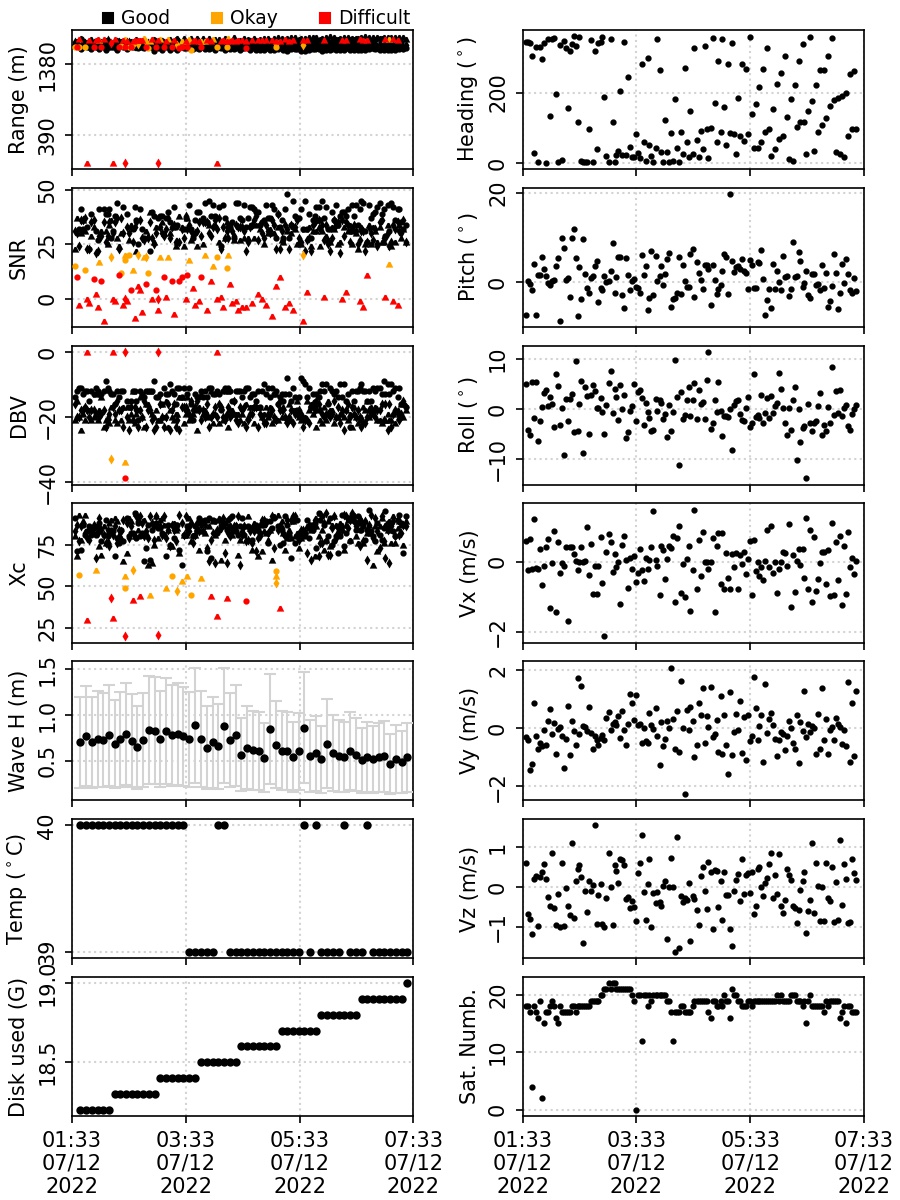 Good Okay Difficult
Range (m)
1380
390
Heading (°)
200
0
SNR
50
25
0
Pitch (°)
20
0
DBV
0
−20
−40
Roll (°)
10
0
−10
Xc
75
50
25
Vx (m/s)
0
−2
Wave H (m)
1.5
1.0
0.5
Vy (m/s)
2
0
−2
Temp (°C)
40
039
Vz (m/s)
1
0
−1
Disk used (G)
19.0
18.5
Sat. Numb.
20
10
0
01:33 03:33 05:33 07:33 01:33 03:33 05:33 07:33
07/12 07/12 07/12 07/12 07/12 07/12 07/12 07/12
2022 2022 2022 2022 2022 2022 2022 2022